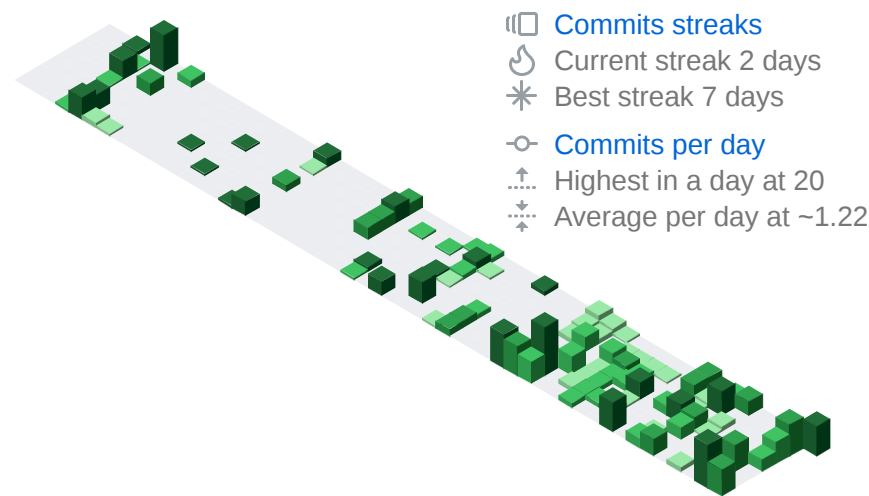 Commits streaks
Current streak 2 days
Best streak 7 days
Commits per day
Highest in a day at 20
Average per day at ~1.22